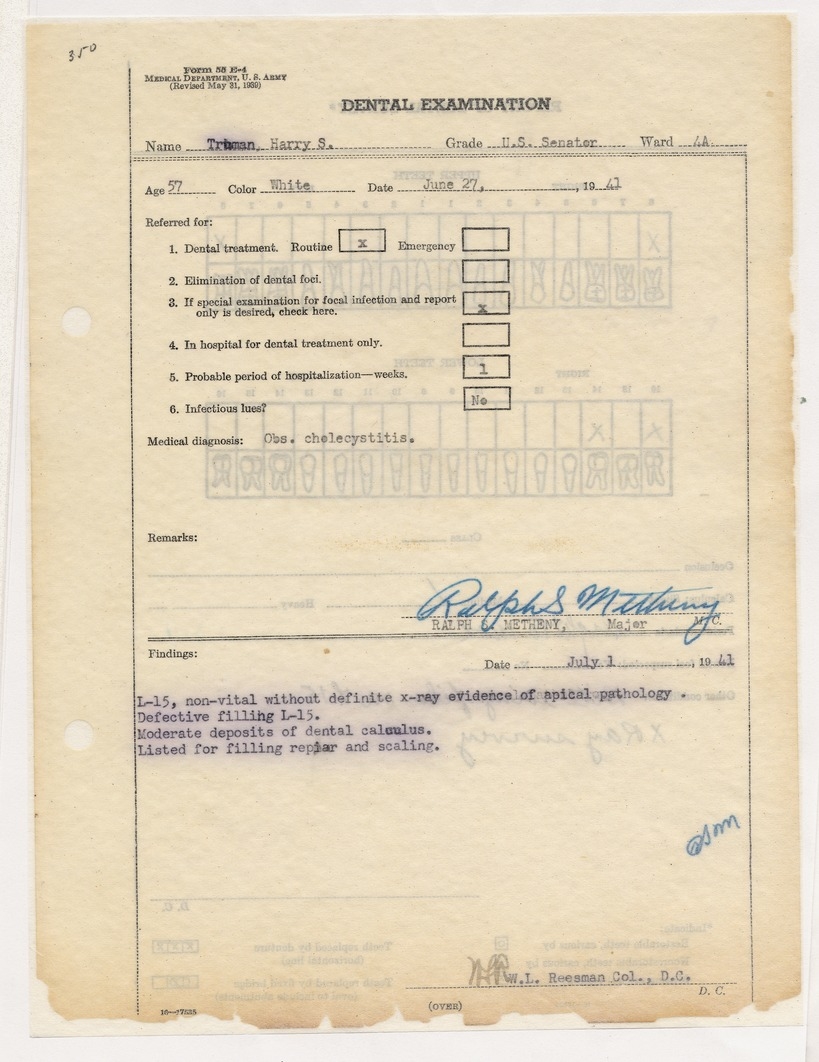 350
Form 55 E-4
MEDICAL DEPARTMENT, U. S. ARMY
(Revised May 31, 1939)
DENTAL EXAMINATION
Name Truman, Harry S. Grade U.S. Senator Ward 4A
Age 57 Color White Date June 27, , 19 41
Referred for:
1. Dental treatment. Routine x Emergency
2. Elimination of dental foci.
3. If special examination for focal infection and report
only is desired, check here. x
4. In hospital for dental treatment only.
5. Probable period of hospitalization—weeks. 1
6. Infectious lues? No
Medical diagnosis: Obs. cholecystitis.
Remarks:
Ralph S Metheny
RALPH S. METHENY, Major M.C.
Findings:
Date July 1 , 19 41
L-15, non-vital without definite x-ray evidence of apical pathology .
Defective filling L-15.
Moderate deposits of dental calculus.
Listed for filling repiar and scaling.
W.L. Reesman Col., D.C.
D. C.
(OVER)
16—17535